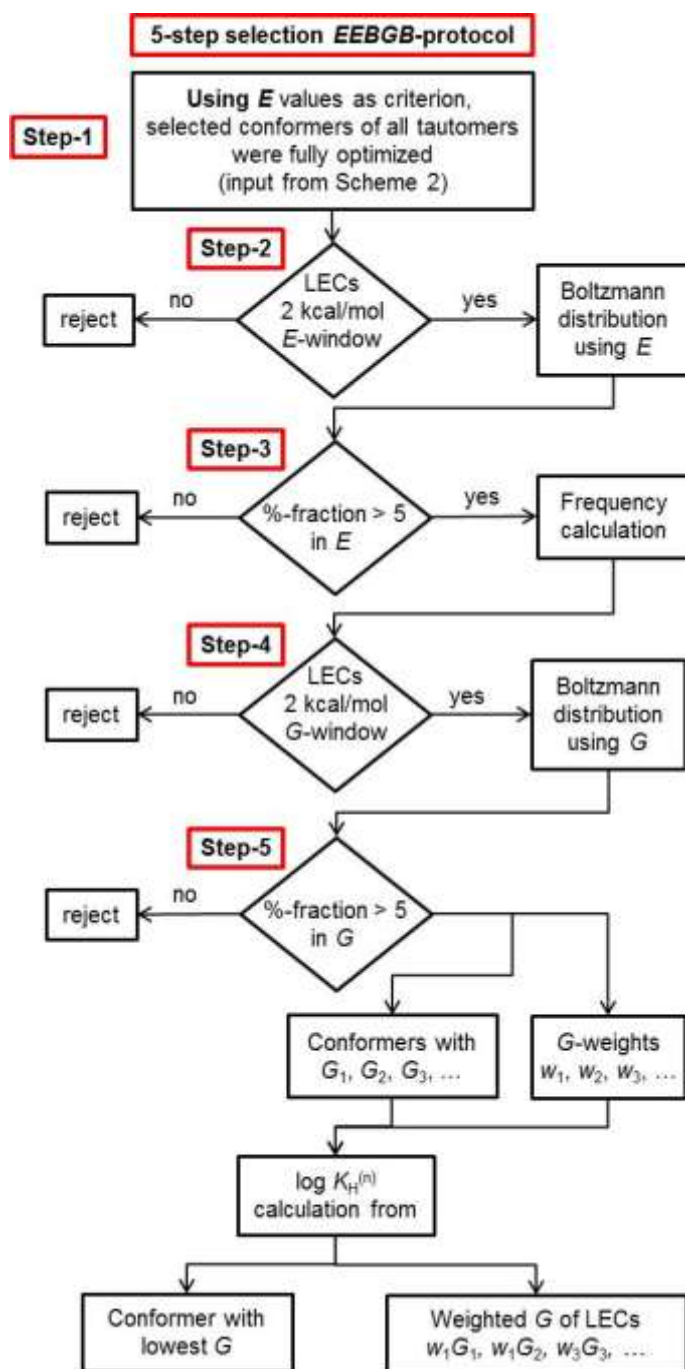 5-step selection EEBGB-protocol
Step-1
Using E values as criterion,
selected conformers of all tautomers
were fully optimized
(input from Scheme 2)
Step-2
reject
no
LECs
2 kcal/mol
E-window
yes
Boltzmann
distribution
using E
Step-3
reject
no
%-fraction > 5
in E
yes
Frequency
calculation
Step-4
reject
no
LECs
2 kcal/mol
G-window
yes
Boltzmann
distribution
using G
Step-5
reject
no
%-fraction > 5
in G
Conformers with
G₁, G₂, G₃, ...
G-weights
w₁, w₂, w₃, ...
log K_H⁽ⁿ⁾
calculation from
Conformer with
lowest G
Weighted G of LECs
w₁G₁, w₁G₂, w₃G₃, ...